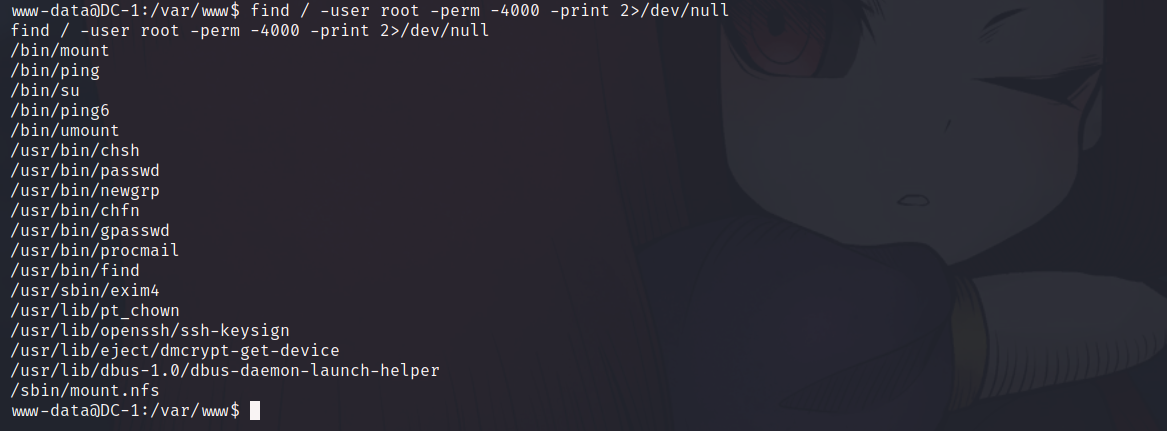 www-data@DC-1:/var/www$ find / -user root -perm -4000 -print 2>/dev/null
find / -user root -perm -4000 -print 2>/dev/null
/bin/mount
/bin/ping
/bin/su
/bin/ping6
/bin/umount
/usr/bin/chsh
/usr/bin/passwd
/usr/bin/newgrp
/usr/bin/chfn
/usr/bin/gpasswd
/usr/bin/procmail
/usr/bin/find
/usr/sbin/exim4
/usr/lib/pt_chown
/usr/lib/openssh/ssh-keysign
/usr/lib/eject/dmcrypt-get-device
/usr/lib/dbus-1.0/dbus-daemon-launch-helper
/sbin/mount.nfs
www-data@DC-1:/var/www$